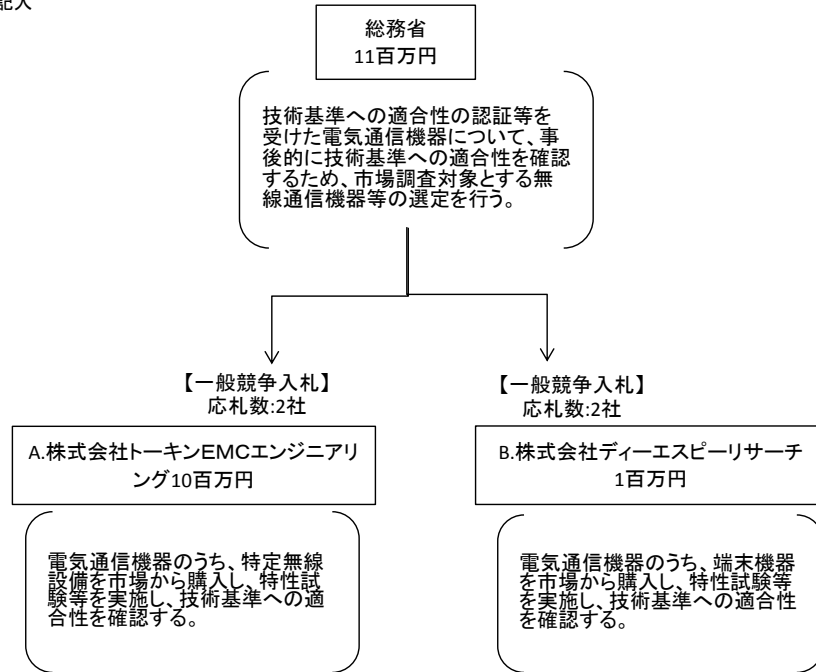 記入
総務省
11百万円
技術基準への適合性の認証等を
受けた電気通信機器について、事
後的に技術基準への適合性を確認
するため、市場調査対象とする無
線通信機器等の選定を行う。
【一般競争入札】
応札数:2社
A.株式会社トーキンEMCエンジニアリ
ング10百万円
電気通信機器のうち、特定無線
設備を市場から購入し、特性試
験等を実施し、技術基準への適
合性を確認する。
【一般競争入札】
応札数:2社
B.株式会社ディーエスピーリサーチ
1百万円
電気通信機器のうち、端末機器
を市場から購入し、特性試験等
を実施し、技術基準への適合性
を確認する。